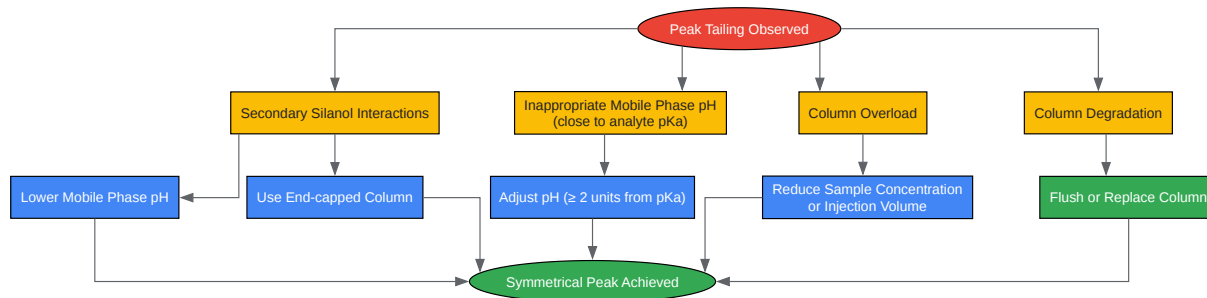 Peak Tailing Observed
Secondary Silanol Interactions
Inappropriate Mobile Phase pH
(close to analyte pKa)
Column Overload
Column Degradation
Lower Mobile Phase pH
Use End-capped Column
Adjust pH (≥ 2 units from pKa)
Reduce Sample Concentration
or Injection Volume
Flush or Replace Column
Symmetrical Peak Achieved